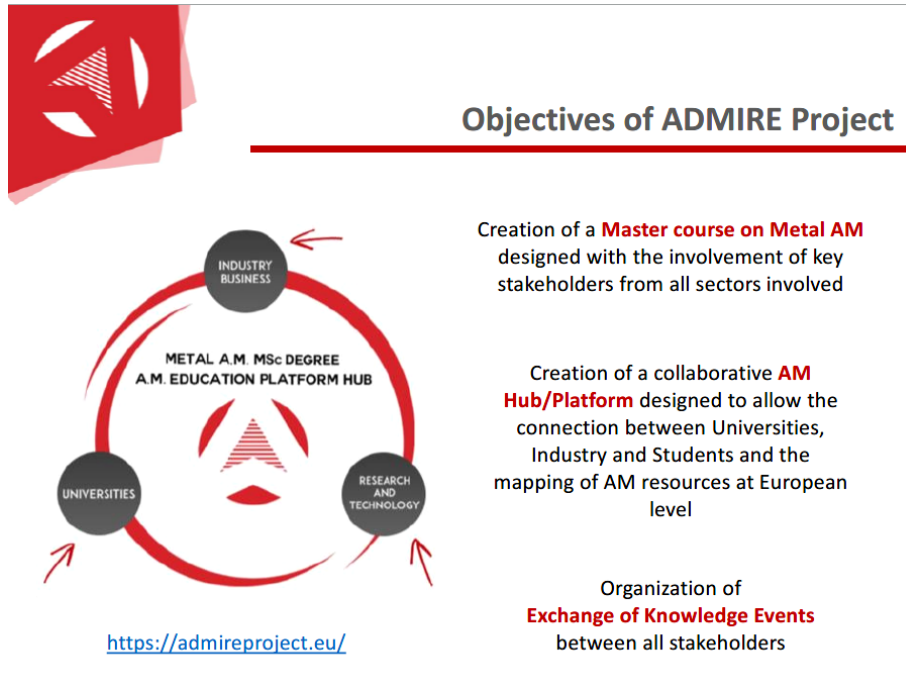 Objectives of ADMIRE Project
INDUSTRY
BUSINESS
METAL A.M. MSc DEGREE
A.M. EDUCATION PLATFORM HUB
UNIVERSITIES
RESEARCH
AND
TECHNOLOGY
https://admireproject.eu/
Creation of a Master course on Metal AM
designed with the involvement of key
stakeholders from all sectors involved
Creation of a collaborative AM
Hub/Platform designed to allow the
connection between Universities,
Industry and Students and the
mapping of AM resources at European
level
Organization of
Exchange of Knowledge Events
between all stakeholders